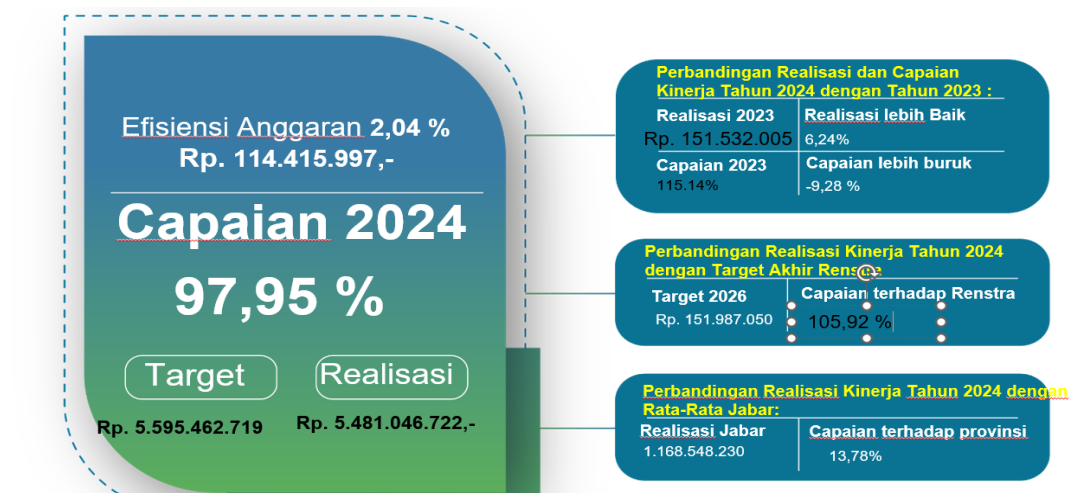 Efisiensi Anggaran 2,04 %
Rp. 114.415.997,-
Capaian 2024
97,95 %
Target
Realisasi
Rp. 5.595.462.719
Rp. 5.481.046.722,-
Perbandingan Realisasi dan Capaian
Kinerja Tahun 2024 dengan Tahun 2023 :
Realisasi 2023
Realisasi lebih Baik
Rp. 151.532.005
6,24%
Capaian 2023
Capaian lebih buruk
115.14%
-9,28 %
Perbandingan Realisasi Kinerja Tahun 2024
dengan Target Akhir
Target 2026
Capaian terhadap Renstra
Rp. 151.987.050
105,92 %
Perbandingan Realisasi Kinerja Tahun 2024 dengan
Rata-Rata Jabar:
Realisasi Jabar
Capaian terhadap provinsi
1.168.548.230
13,78%